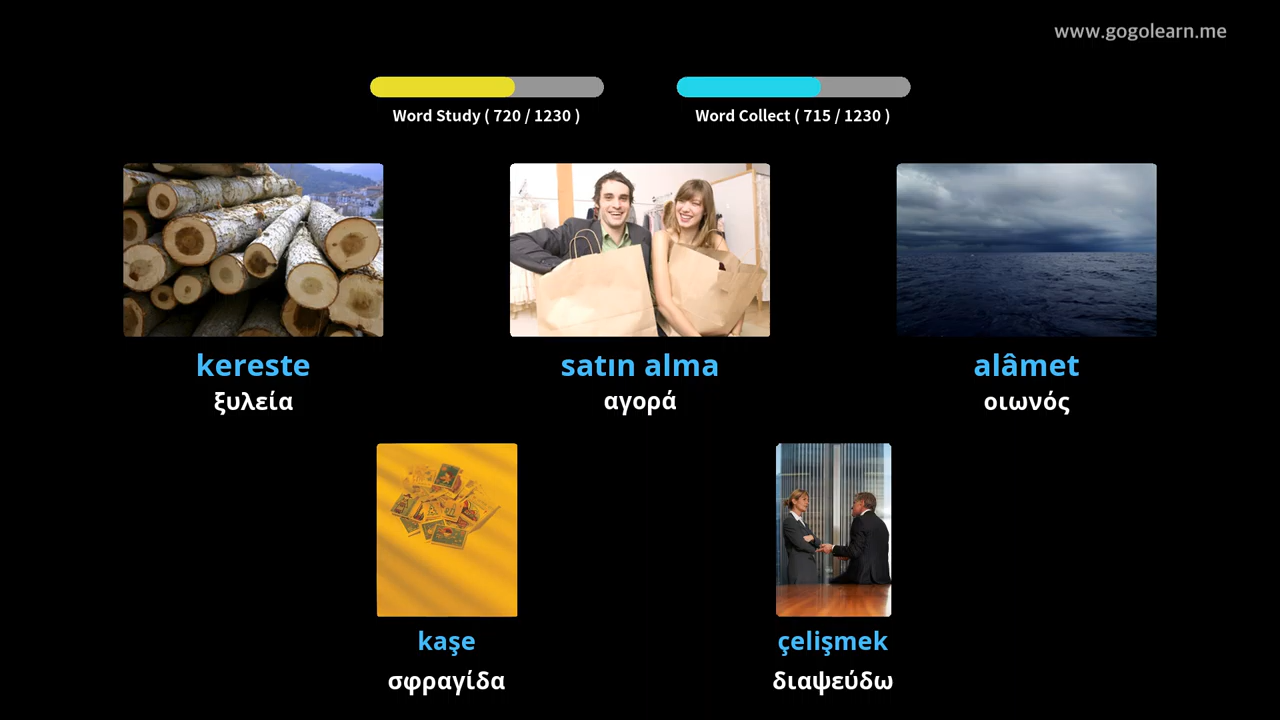 www.gogolearn.me
Word Study ( 720 / 1230 )
Word Collect ( 715 / 1230 )
kereste
ξυλεία
satın alma
αγορά
alâmet
οιωνός
kaşe
σφραγίδα
çelişmek
διαψεύδω